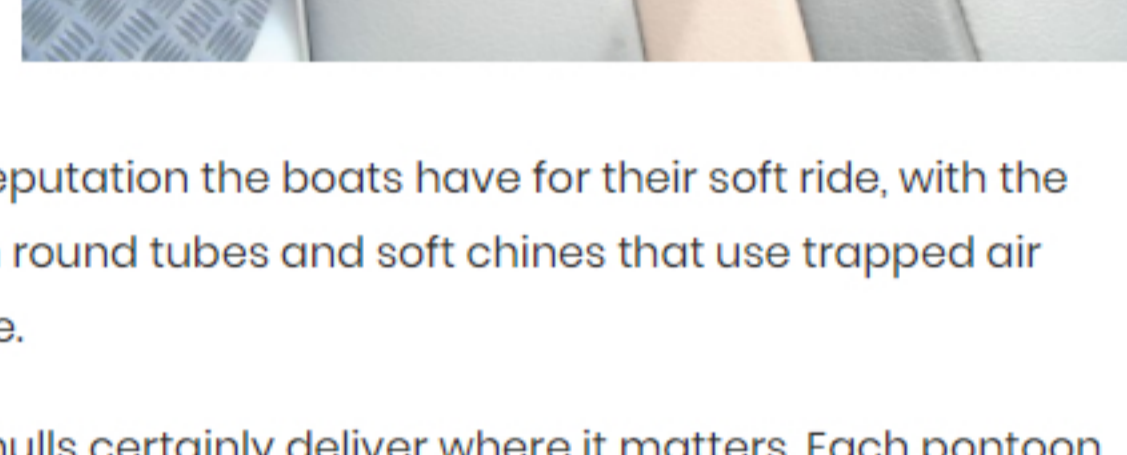 eputation the boats have for their soft ride, with the
round tubes and soft chines that use trapped air
e.
hulls certainly deliver where it matters. Each pontoon